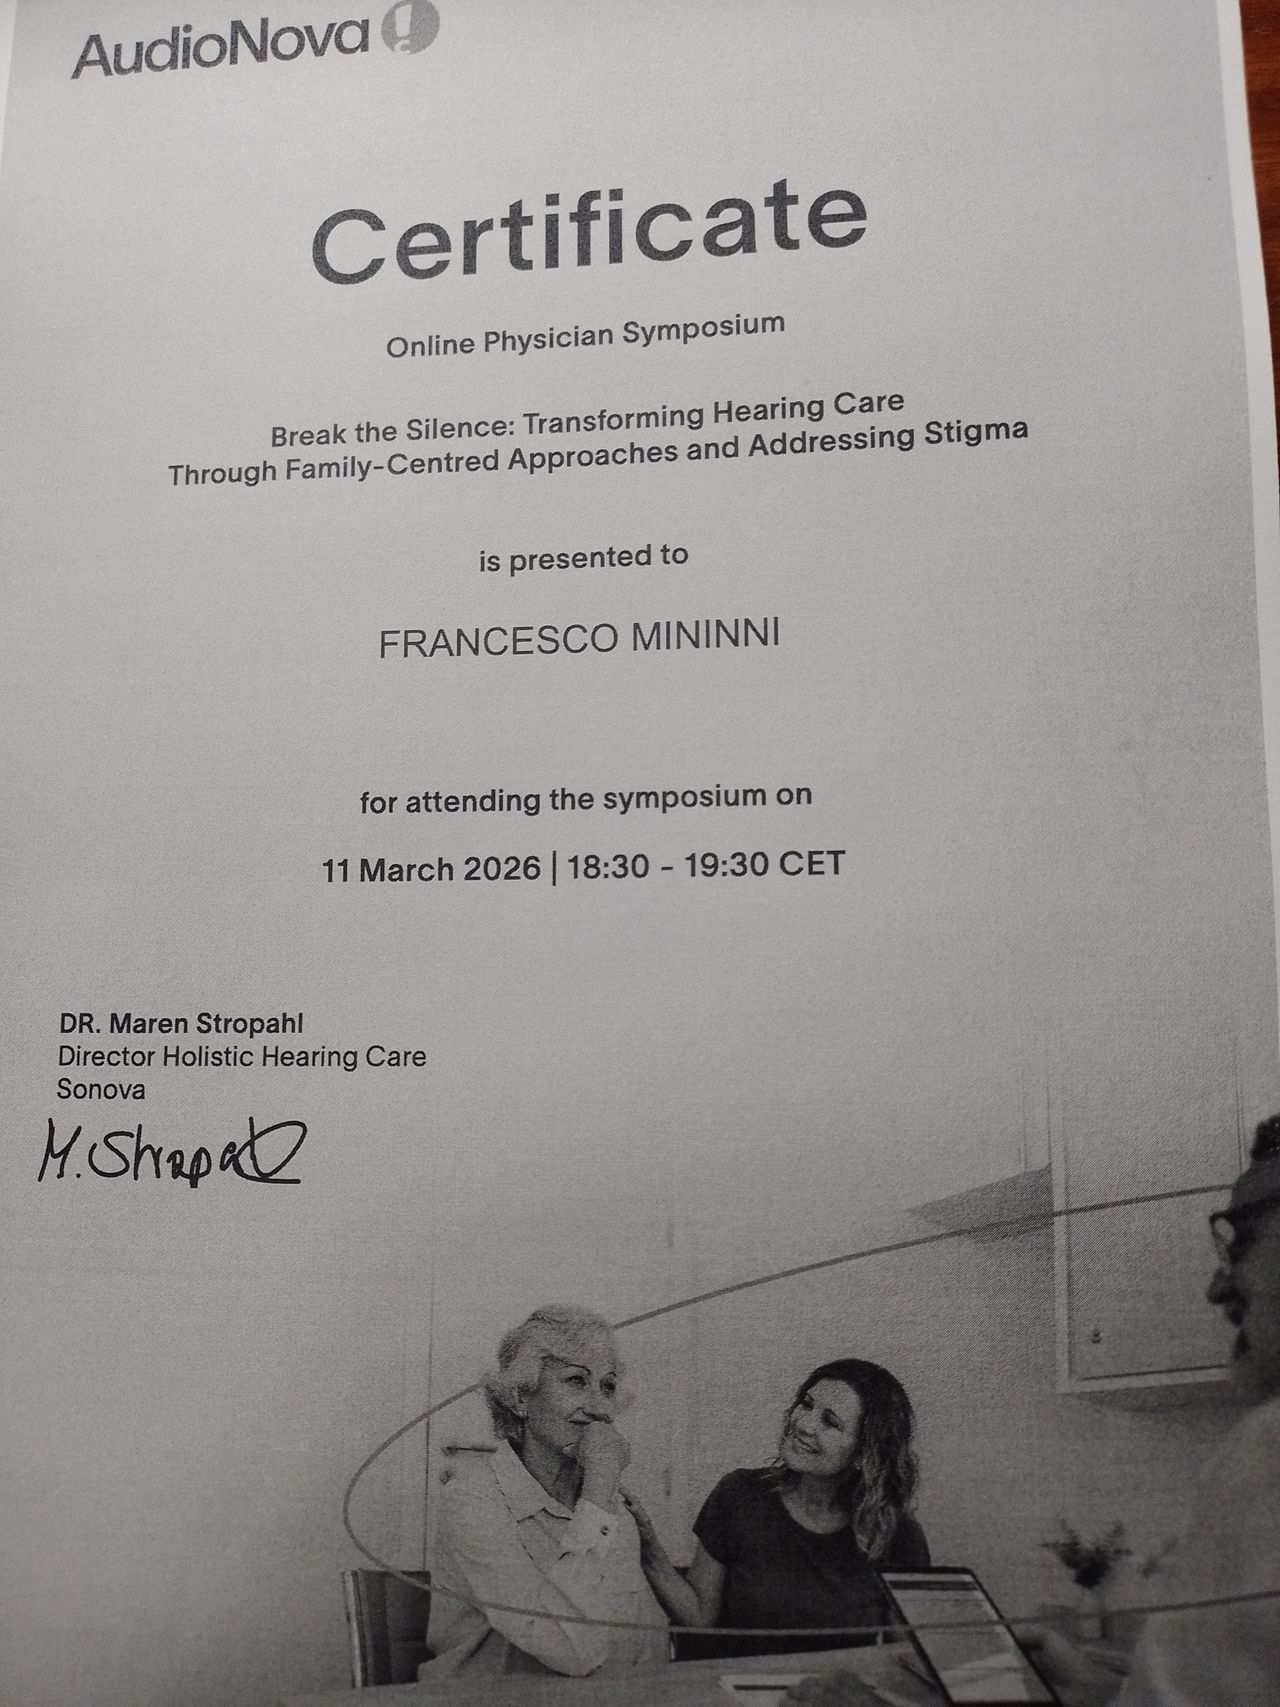 AudioNova
Certificate
Online Physician Symposium
Break the Silence: Transforming Hearing Care
Through Family-Centred Approaches and Addressing Stigma
is presented to
FRANCESCO MININNI
for attending the symposium on
11 March 2026 | 18:30 - 19:30 CET
DR. Maren Stropahl
Director Holistic Hearing Care
Sonova
M. Stropahl